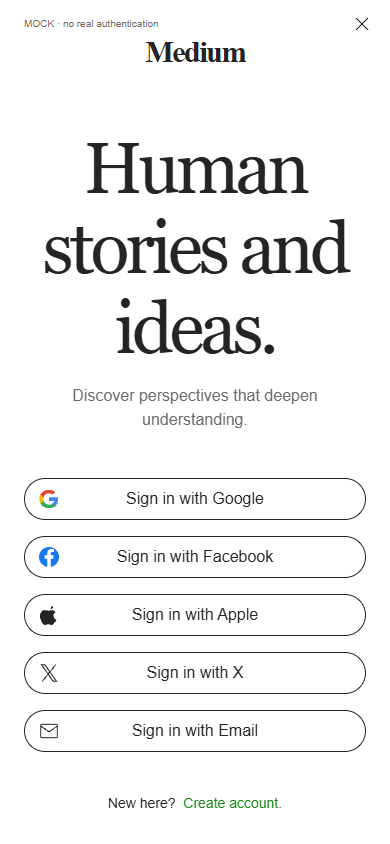 MOCK · no real authentication
Medium
Human
stories and
ideas.
Discover perspectives that deepen
understanding.
Sign in with Google
Sign in with Facebook
Sign in with Apple
Sign in with X
Sign in with Email
New here? Create account.